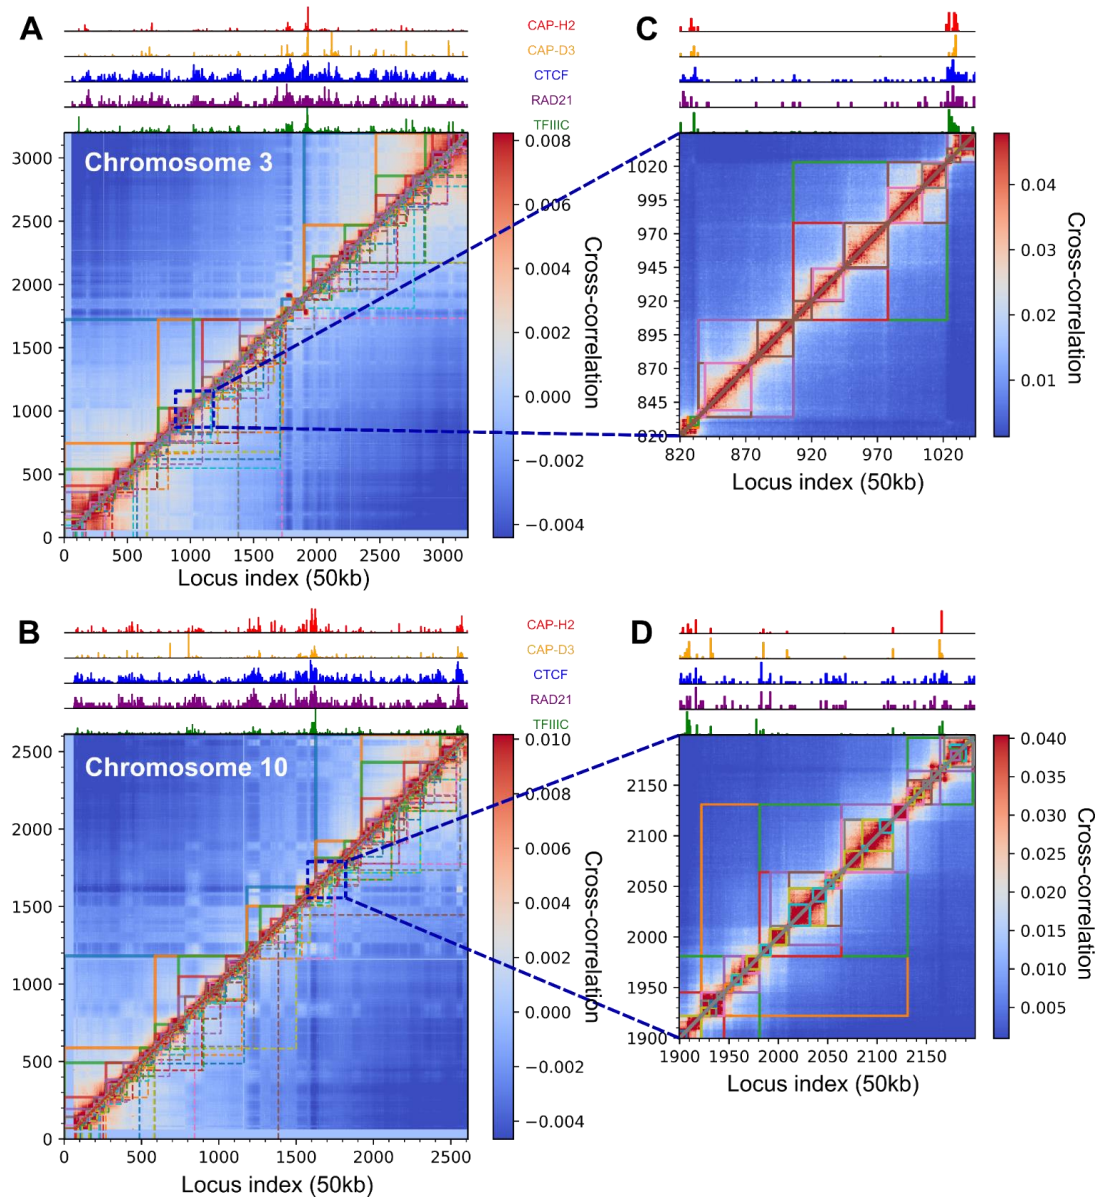 A
CAP-H2
CAP-D3
CTCF
RAD21
TFIIIC
Chromosome 3
3000
2500
2000
1500
1000
500
0
0 500 1000 1500 2000 2500 3000
Locus index (50kb)
0.008
0.006
0.004
0.002
0.000
−0.002
−0.004
Cross-correlation
C
1020
995
970
945
920
895
870
845
820
820 870 920 970 1020
Locus index (50kb)
0.04
0.03
0.02
0.01
Cross-correlation
B
CAP-H2
CAP-D3
CTCF
RAD21
TFIIIC
Chromosome 10
2500
2000
1500
1000
500
0
0 500 1000 1500 2000 2500
Locus index (50kb)
0.010
0.008
0.006
0.004
0.002
0.000
−0.002
−0.004
Cross-correlation
D
2150
2100
2050
2000
1950
1900
1900 1950 2000 2050 2100 2150
Locus index (50kb)
0.040
0.035
0.030
0.025
0.020
0.015
0.010
0.005
Cross-correlation